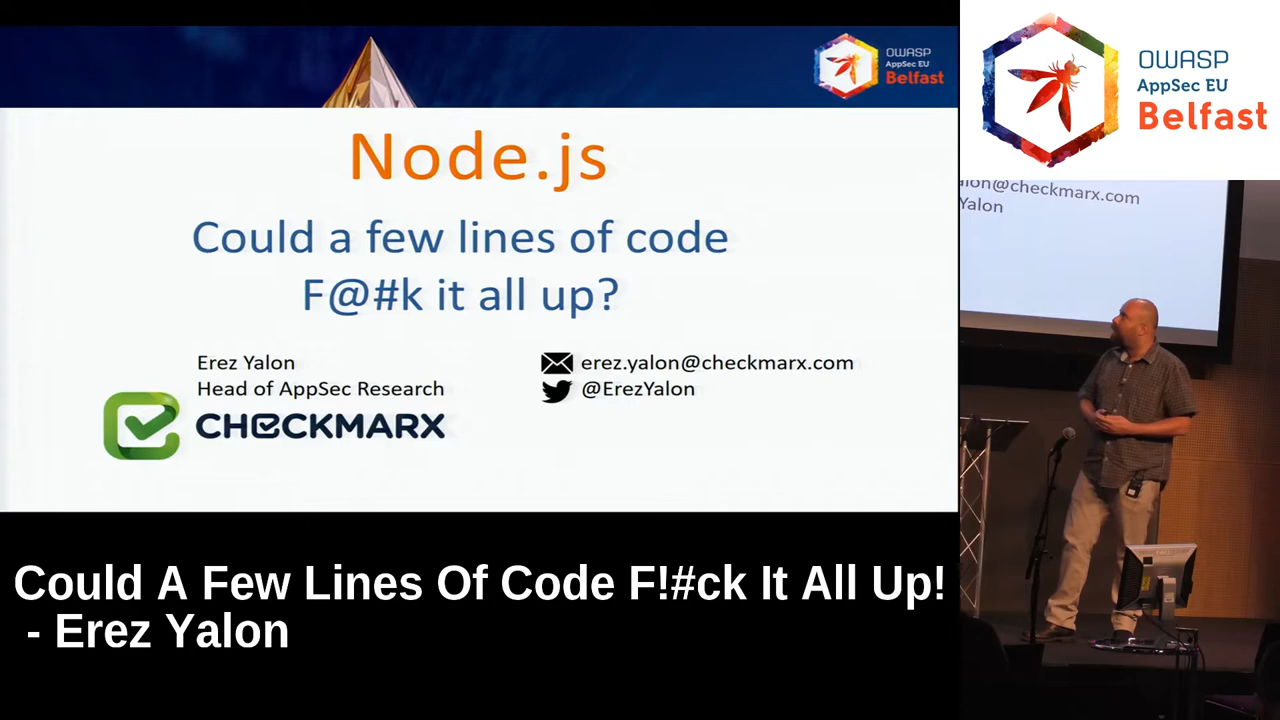 OWASP
AppSec EU
Belfast
Node.js
Could a few lines of code
F@#k it all up?
Erez Yalon
Head of AppSec Research
CHECKMARX
erez.yalon@checkmarx.com
@ErezYalon
Could A Few Lines Of Code F!#ck It All Up!
- Erez Yalon
OWASP
AppSec EU
Belfast
alon@checkmarx.com
Yalon